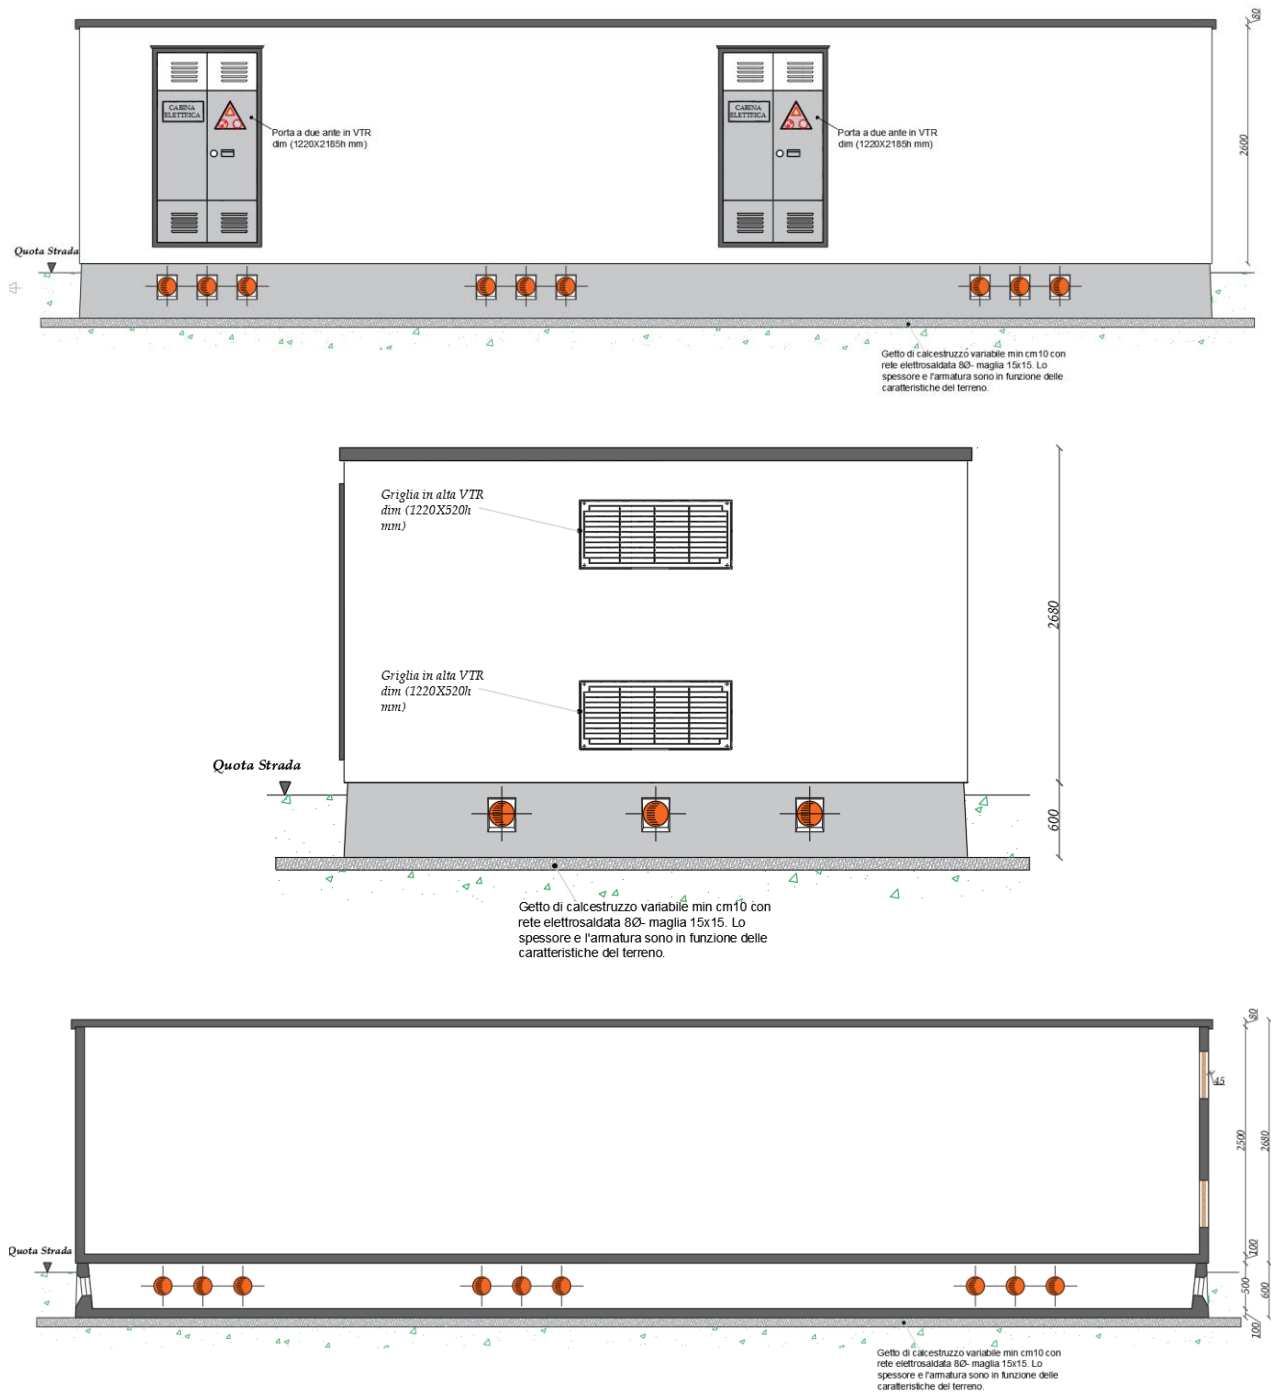 80
CABINA
ELETTRICA
Porta a due ante in VTR
dim (1220X2185h mm)
CABINA
ELETTRICA
Porta a due ante in VTR
dim (1220X2185h mm)
2600
Quota Strada
Getto di calcestruzzo variabile min cm10 con
rete elettrosaldata 8Ø- maglia 15x15. Lo
spessore e l'armatura sono in funzione delle
caratteristiche del terreno.
Griglia in alta VTR
dim (1220X520h
mm)
2680
Griglia in alta VTR
dim (1220X520h
mm)
Quota Strada
600
Getto di calcestruzzo variabile min cm10 con
rete elettrosaldata 8Ø- maglia 15x15. Lo
spessore e l'armatura sono in funzione delle
caratteristiche del terreno.
80
45
2500
2680
Quota Strada
100
500
600
100
Getto di calcestruzzo variabile min cm10 con
rete elettrosaldata 8Ø- maglia 15x15. Lo
spessore e l'armatura sono in funzione delle
caratteristiche del terreno.